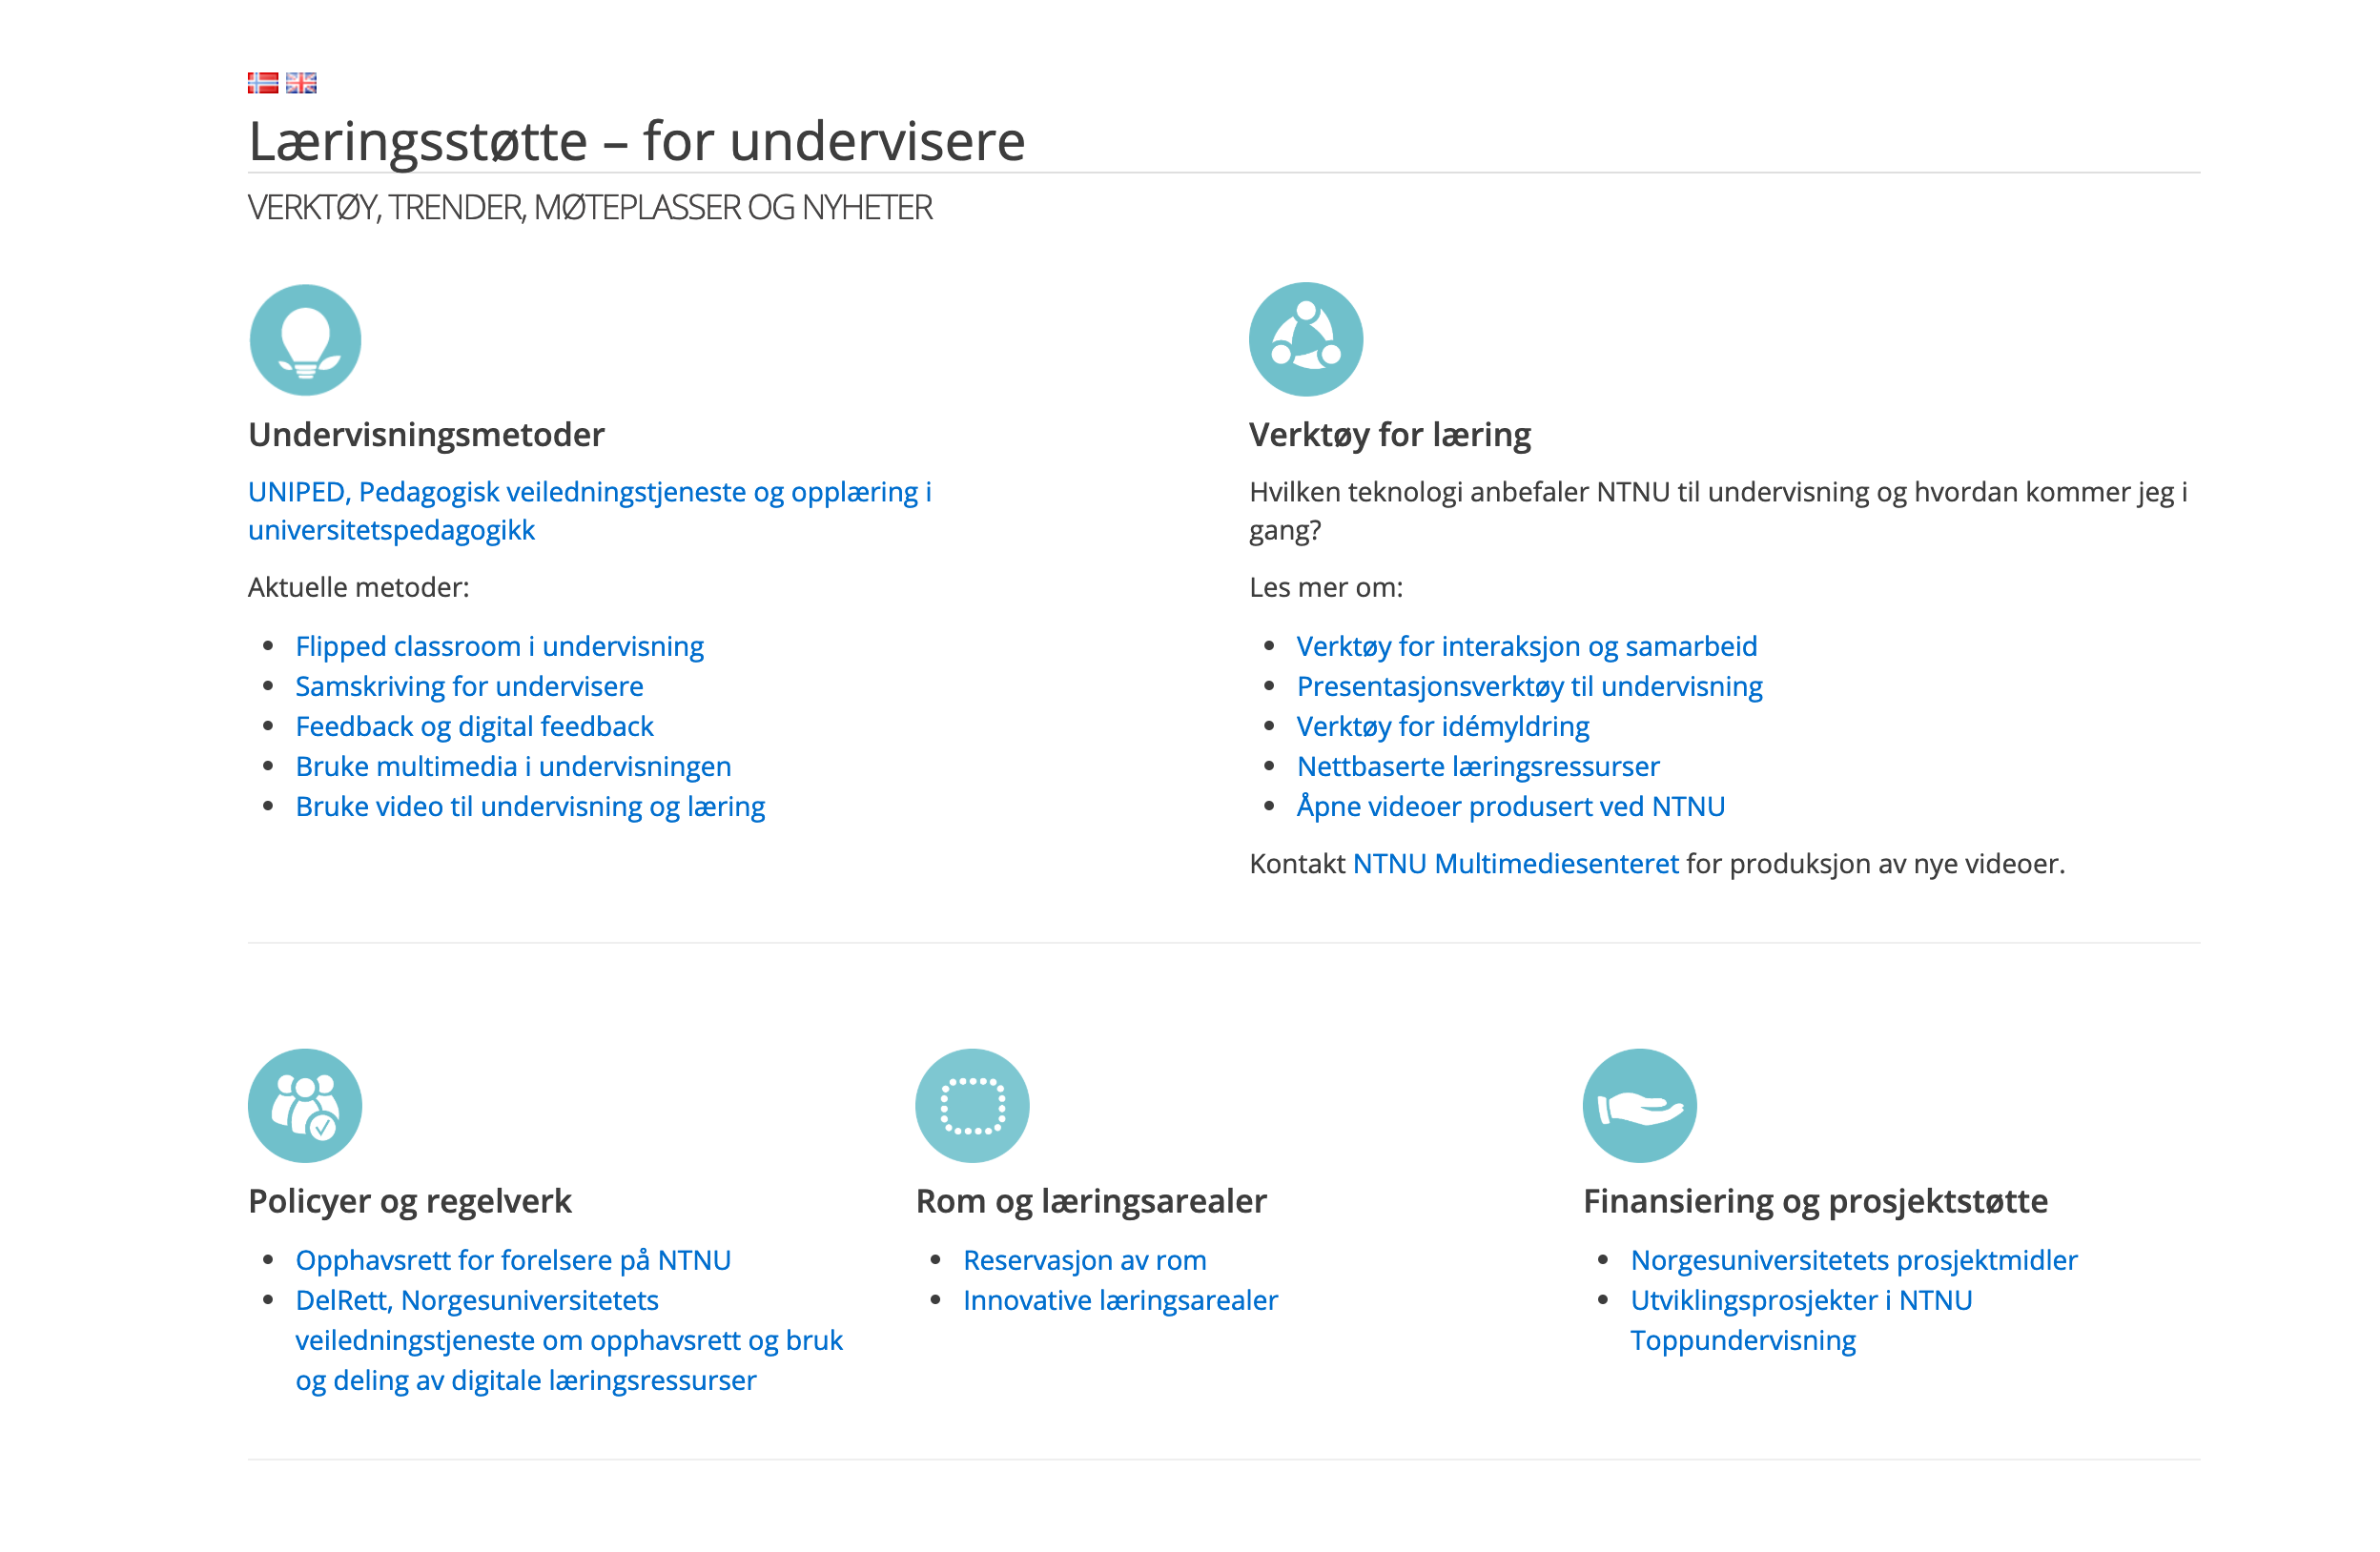 Læringsstøtte – for undervisere
VERKTØY, TRENDER, MØTEPLASSER OG NYHETER
Undervisningsmetoder
UNIPED, Pedagogisk veiledningstjeneste og opplæring i
universitetspedagogikk
Aktuelle metoder:
Flipped classroom i undervisning
Samskriving for undervisere
Feedback og digital feedback
Bruke multimedia i undervisningen
Bruke video til undervisning og læring
Verktøy for læring
Hvilken teknologi anbefaler NTNU til undervisning og hvordan kommer jeg i
gang?
Les mer om:
Verktøy for interaksjon og samarbeid
Presentasjonsverktøy til undervisning
Verktøy for idémyldring
Nettbaserte læringsressurser
Åpne videoer produsert ved NTNU
Kontakt NTNU Multimediesenteret for produksjon av nye videoer.
Policyer og regelverk
Opphavsrett for forelsere på NTNU
DelRett, Norgesuniversitetets
veiledningstjeneste om opphavsrett og bruk
og deling av digitale læringsressurser
Rom og læringsarealer
Reservasjon av rom
Innovative læringsarealer
Finansiering og prosjektstøtte
Norgesuniversitetets prosjektmidler
Utviklingsprosjekter i NTNU
Toppundervisning